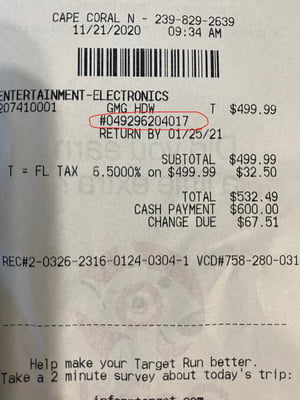 CAPE CORAL N - 239-829-2639
11/21/2020 09:34 AM
ENTERTAINMENT-ELECTRONICS
207410001 GMG HDW T $499.99
#049296204017
RETURN BY 01/25/21
SUBTOTAL $499.99
T = FL TAX 6.5000% on $499.99 $32.50
TOTAL $532.49
CASH PAYMENT $600.00
CHANGE DUE $67.51
REC#2-0326-2316-0124-0304-1 VCD#758-280-031
Help make your Target Run better.
Take a 2 minute survey about today's trip: